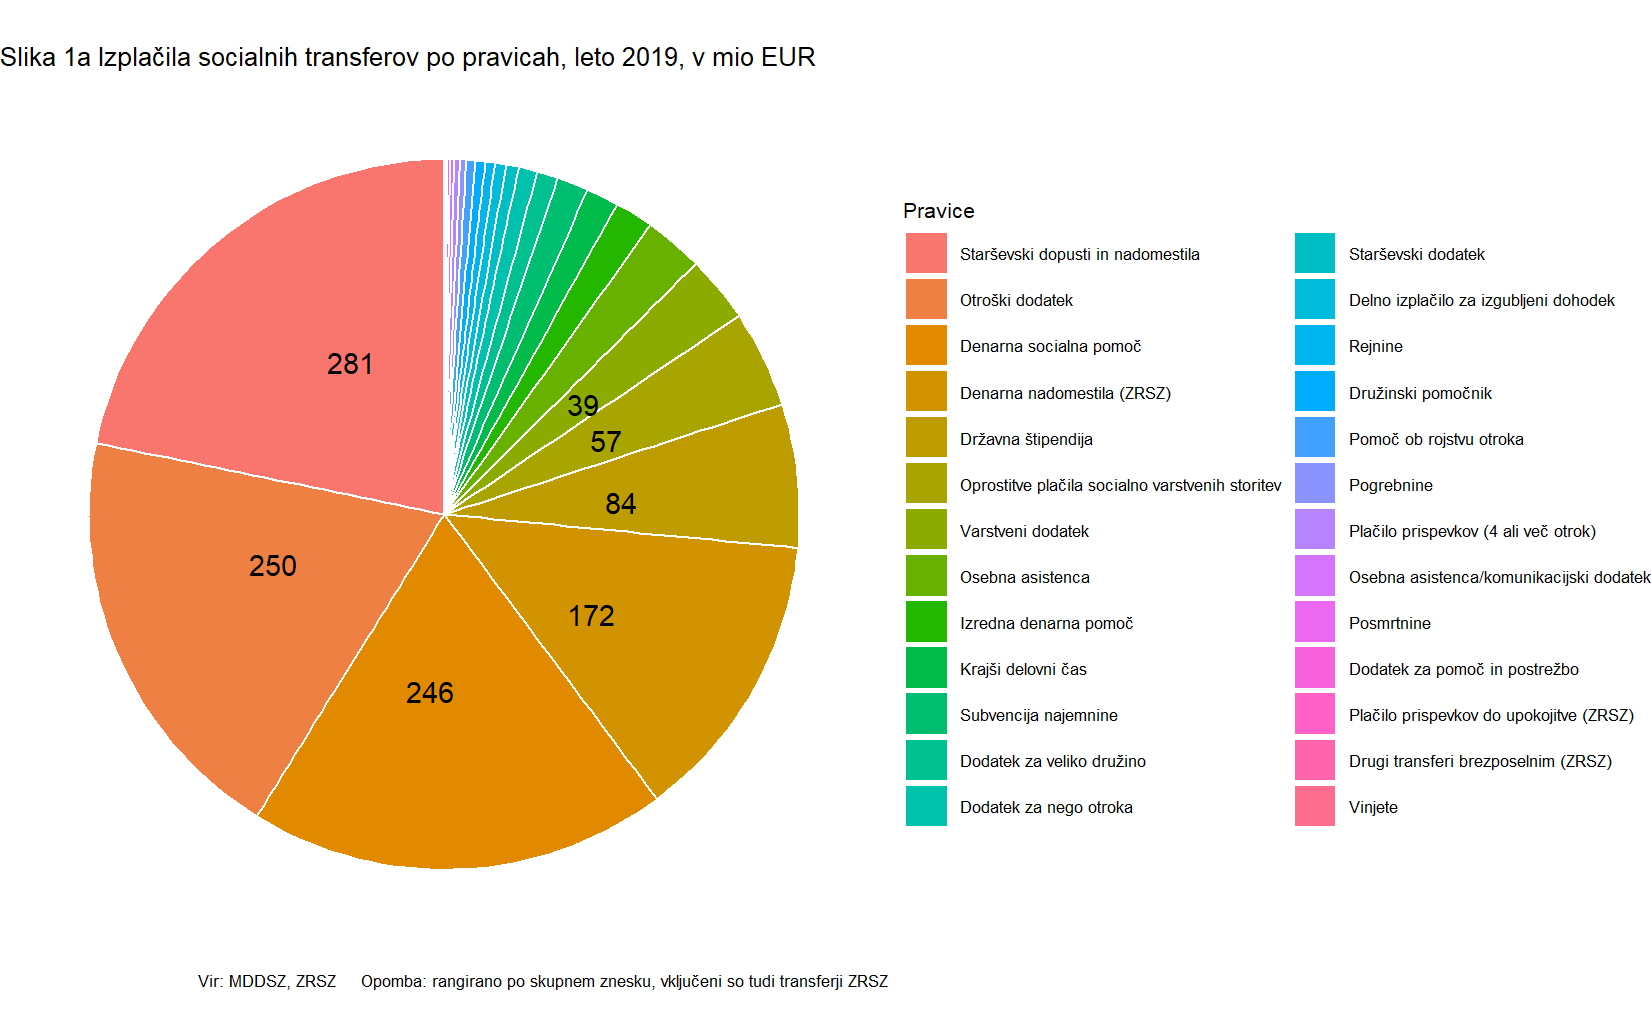 Slika 1a Izplačila socialnih transferov po pravicah, leto 2019, v mio EUR
281
250
246
172
84
57
39
Pravice
Starševski dopusti in nadomestila
Otroški dodatek
Denarna socialna pomoč
Denarna nadomestila (ZRSZ)
Državna štipendija
Oprostitve plačila socialno varstvenih storitev
Varstveni dodatek
Osebna asistenca
Izredna denarna pomoč
Krajši delovni čas
Subvencija najemnine
Dodatek za veliko družino
Dodatek za nego otroka
Starševski dodatek
Delno izplačilo za izgubljeni dohodek
Rejnine
Družinski pomočnik
Pomoč ob rojstvu otroka
Pogrebnine
Plačilo prispevkov (4 ali več otrok)
Osebna asistenca/komunikacijski dodatek
Posmrtnine
Dodatek za pomoč in postrežbo
Plačilo prispevkov do upokojitve (ZRSZ)
Drugi transferi brezposelnim (ZRSZ)
Vinjete
Vir: MDDSZ, ZRSZ Opomba: rangirano po skupnem znesku, vključeni so tudi transferji ZRSZ